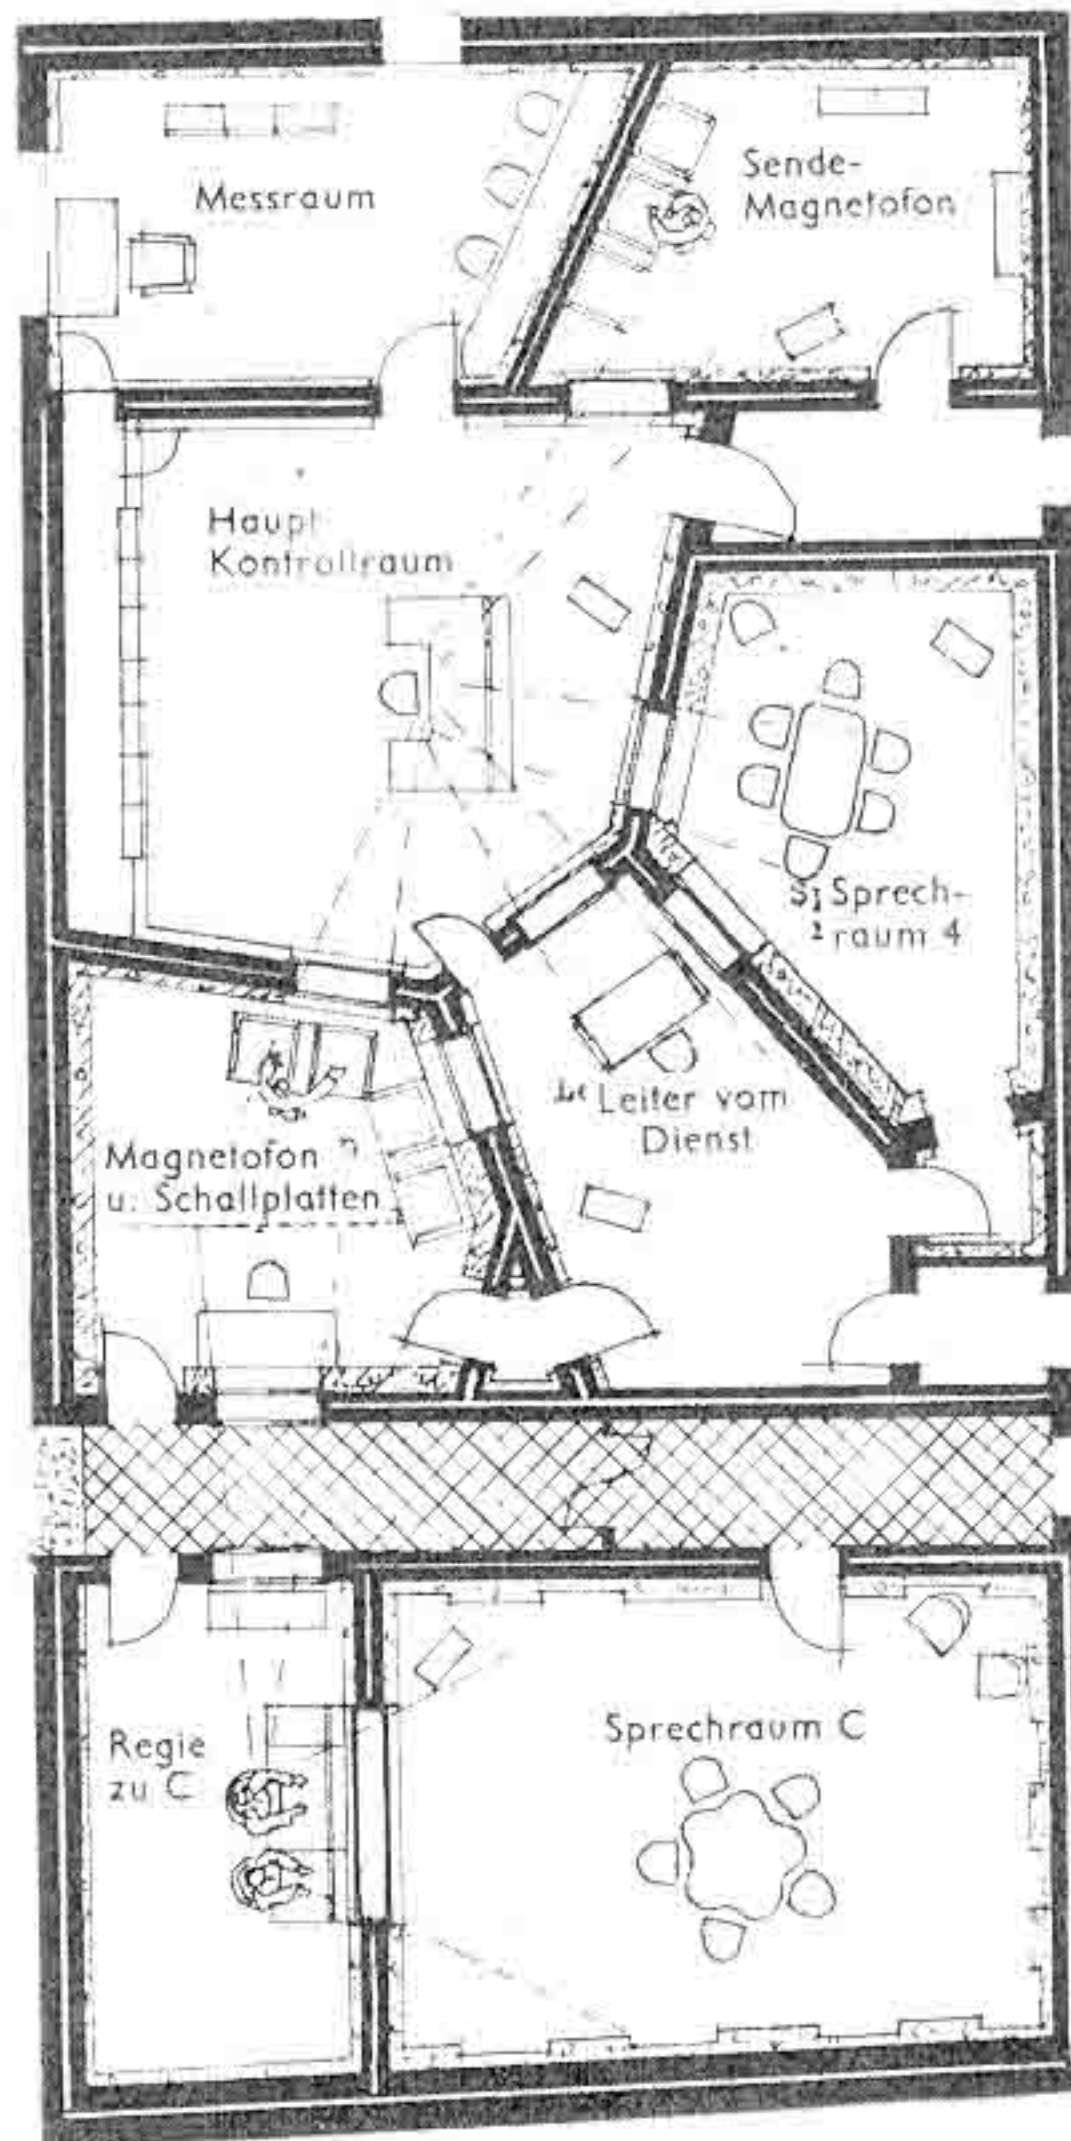 Messraum
Sende-
Magnetofon
Haupt
Kontrollraum
Sprech-
raum 4
Leiter vom
Dienst
Magnetofon
u. Schallplatten
Regie
zu C
Sprechraum C